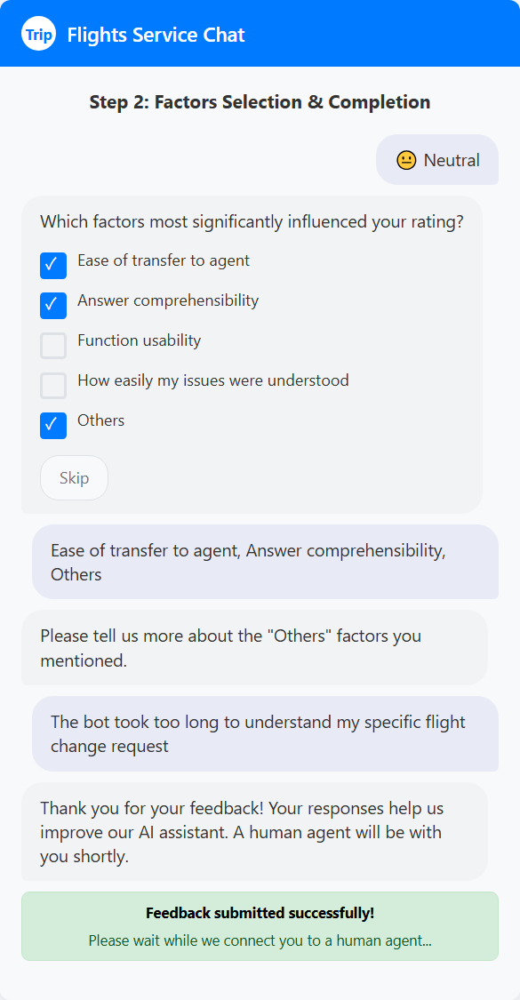 Trip Flights Service Chat
Step 2: Factors Selection & Completion
😐 Neutral
Which factors most significantly influenced your rating?
Ease of transfer to agent
Answer comprehensibility
Function usability
How easily my issues were understood
Others
Skip
Ease of transfer to agent, Answer comprehensibility,
Others
Please tell us more about the "Others" factors you
mentioned.
The bot took too long to understand my specific flight
change request
Thank you for your feedback! Your responses help us
improve our AI assistant. A human agent will be with
you shortly.
Feedback submitted successfully!
Please wait while we connect you to a human agent...